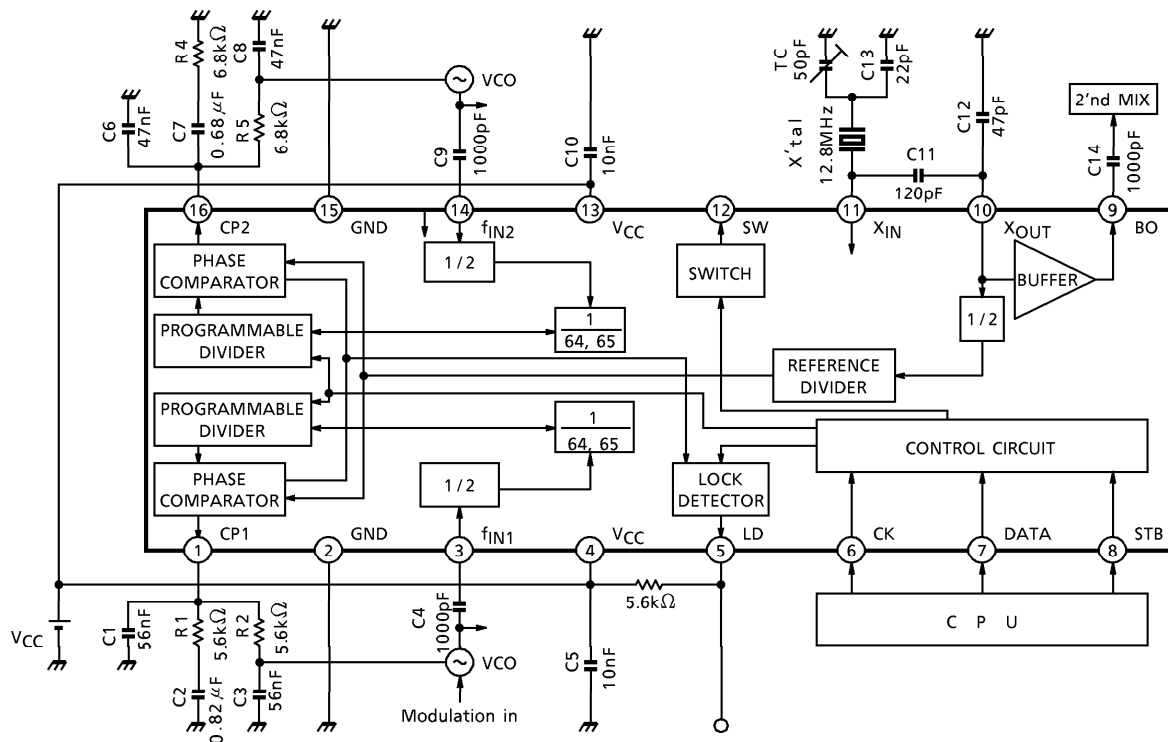 R4
6.8kΩ
C8
47nF
C6
47nF
C7
0.68μF
R5
6.8kΩ
VCO
C9
1000pF
C10
10nF
TC
50pF
C13
22pF
X'tal
12.8MHz
C11
120pF
C12
47pF
2'nd MIX
C14
1000pF
16
CP2
15
GND
14
fIN2
13
VCC
12
SW
11
XIN
10
XOUT
9
BO
PHASE
COMPARATOR
1/2
SWITCH
BUFFER
1/2
PROGRAMMABLE
DIVIDER
1
64, 65
REFERENCE
DIVIDER
PROGRAMMABLE
DIVIDER
1
64, 65
CONTROL CIRCUIT
PHASE
COMPARATOR
1/2
LOCK
DETECTOR
1
CP1
2
GND
3
fIN1
4
VCC
5
LD
6
CK
7
DATA
8
STB
5.6kΩ
VCC
C1
56nF
R1
5.6kΩ
R2
5.6kΩ
C4
1000pF
C P U
VCO
C2
0.82μF
C3
56nF
C5
10nF
Modulation in